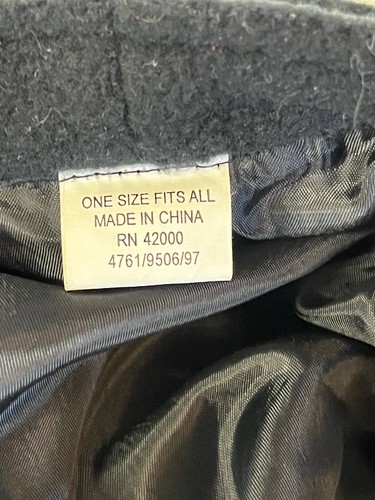 ONE SIZE FITS ALL
MADE IN CHINA
RN 42000
4761/9506/97